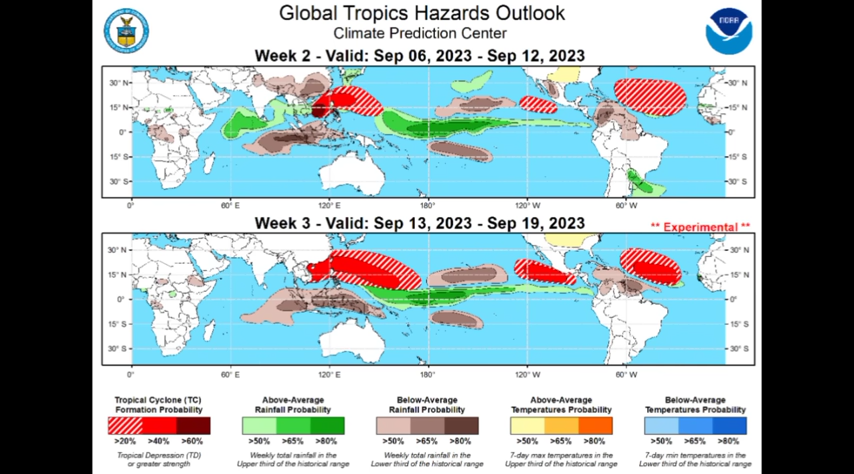 Global Tropics Hazards Outlook
Climate Prediction Center
NOAA
Week 2 - Valid: Sep 06, 2023 - Sep 12, 2023
30° N
15° N
0°
15° S
30° S
0°
60° E
120° E
180°
120° W
60° W
Week 3 - Valid: Sep 13, 2023 - Sep 19, 2023
** Experimental **
30° N
15° N
0°
15° S
30° S
0°
60° E
120° E
180°
120° W
60° W
Tropical Cyclone (TC)
Formation Probability
>20% >40% >60%
Tropical Depression (TD)
or greater strength
Above-Average
Rainfall Probability
>50% >65% >80%
Weekly total rainfall in the
Upper third of the historical range
Below-Average
Rainfall Probability
>50% >65% >80%
Weekly total rainfall in the
Lower third of the historical range
Above-Average
Temperatures Probability
>50% >65% >80%
7-day max temperatures in the
Upper third of the historical range
Below-Average
Temperatures Probability
>50% >65% >80%
7-day min temperatures in the
Lower third of the historical range